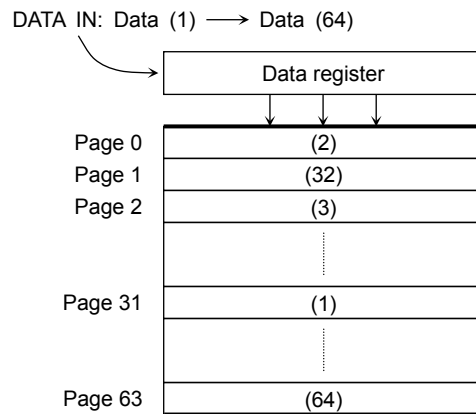 DATA IN: Data (1) → Data (64)
Data register
Page 0 (2)
Page 1 (32)
Page 2 (3)
Page 31 (1)
Page 63 (64)